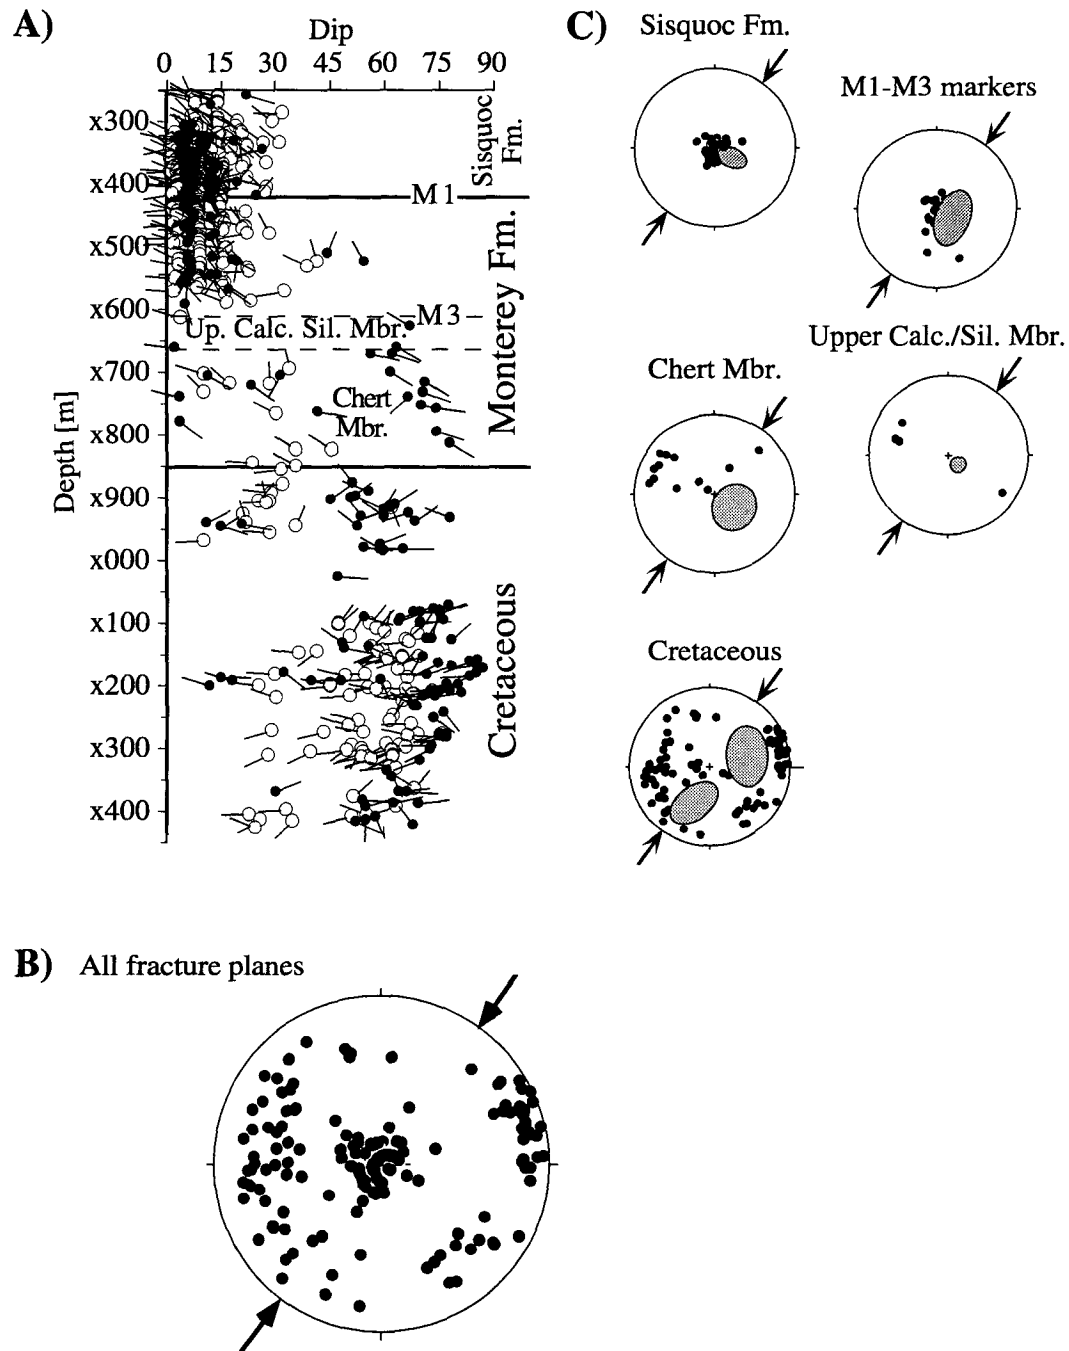 A)
Dip
0 15 30 45 60 75 90
Depth [m]
x300
x400
x500
x600
x700
x800
x900
x000
x100
x200
x300
x400
Sisquoc
Fm.
M1
Monterey Fm.
M3
Up. Calc. Sil. Mbr.
Chert
Mbr.
Cretaceous
C)
Sisquoc Fm.
M1-M3 markers
Chert Mbr.
Upper Calc./Sil. Mbr.
Cretaceous
B) All fracture planes